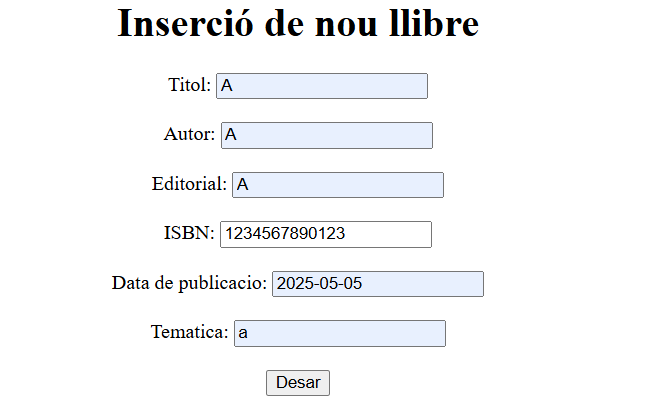 Inserció de nou llibre
Titol: A
Autor: A
Editorial: A
ISBN: 1234567890123
Data de publicacio: 2025-05-05
Tematica: a
Desar